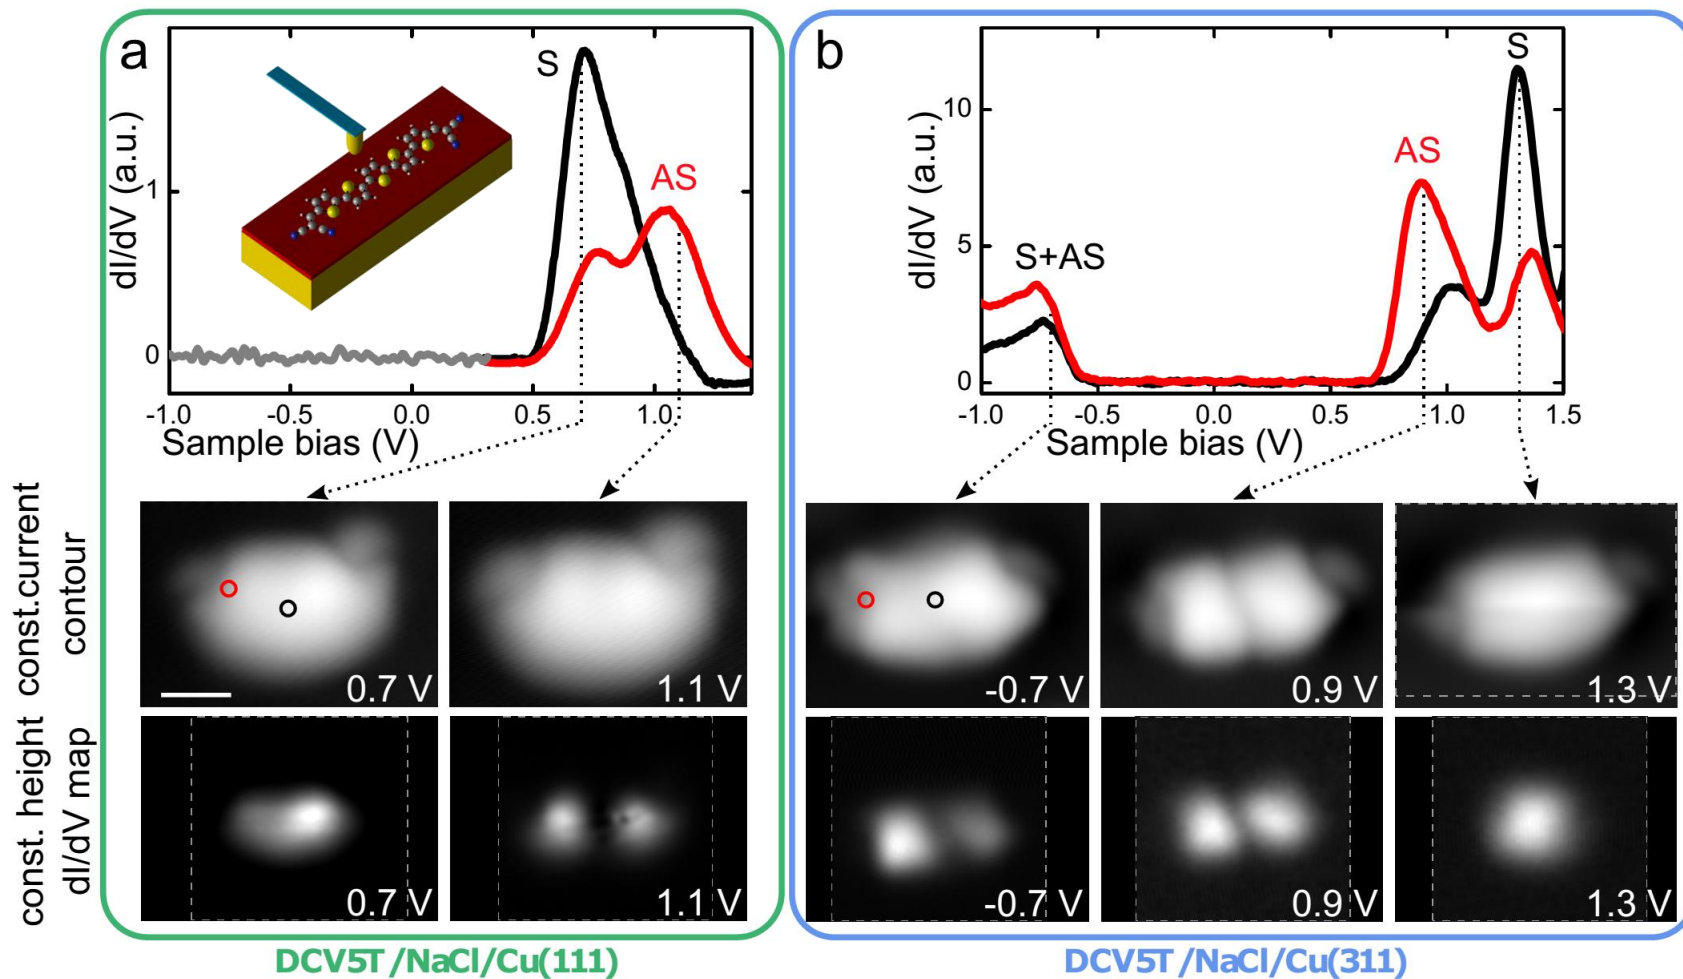 a
dI/dV (a.u.)
1
0
S
AS
-1.0 -0.5 0.0 0.5 1.0
Sample bias (V)
b
dI/dV (a.u.)
10
5
0
S+AS
AS
S
-1.0 -0.5 0.0 0.5 1.0 1.5
Sample bias (V)
const.current
contour
0.7 V
1.1 V
-0.7 V
0.9 V
1.3 V
const. height
dI/dV map
0.7 V
1.1 V
-0.7 V
0.9 V
1.3 V
DCV5T/NaCl/Cu(111)
DCV5T/NaCl/Cu(311)